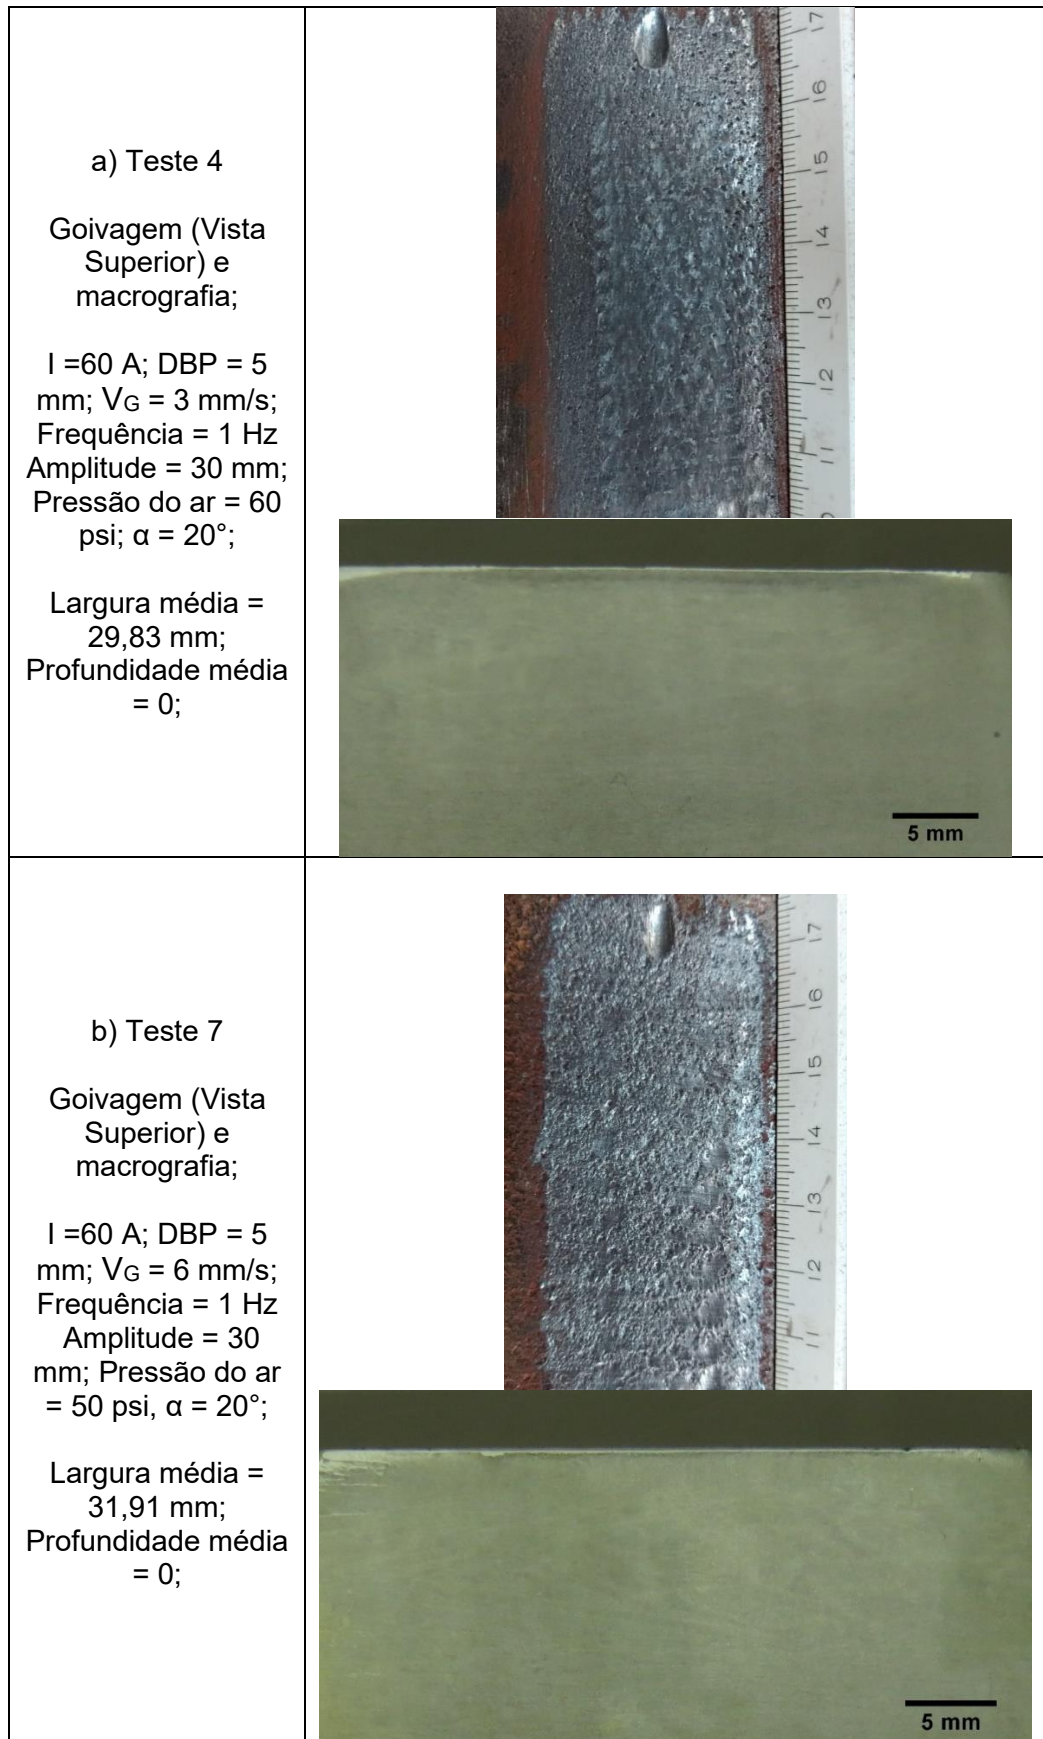 a) Teste 4
Goivagem (Vista
Superior) e
macrografia;
I =60 A; DBP = 5
mm; VG = 3 mm/s;
Frequência = 1 Hz
Amplitude = 30 mm;
Pressão do ar = 60
psi; α = 20°;
Largura média =
29,83 mm;
Profundidade média
= 0;
17
16
15
14
13
12
11
5 mm
b) Teste 7
Goivagem (Vista
Superior) e
macrografia;
I =60 A; DBP = 5
mm; VG = 6 mm/s;
Frequência = 1 Hz
Amplitude = 30
mm; Pressão do ar
= 50 psi, α = 20°;
Largura média =
31,91 mm;
Profundidade média
= 0;
17
16
15
14
13
12
11
5 mm